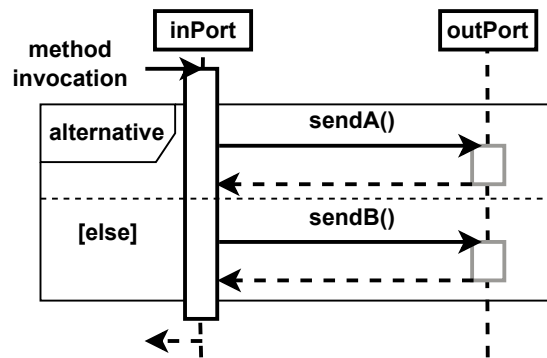 inPort
outPort
method
invocation
alternative
sendA()
[else]
sendB()